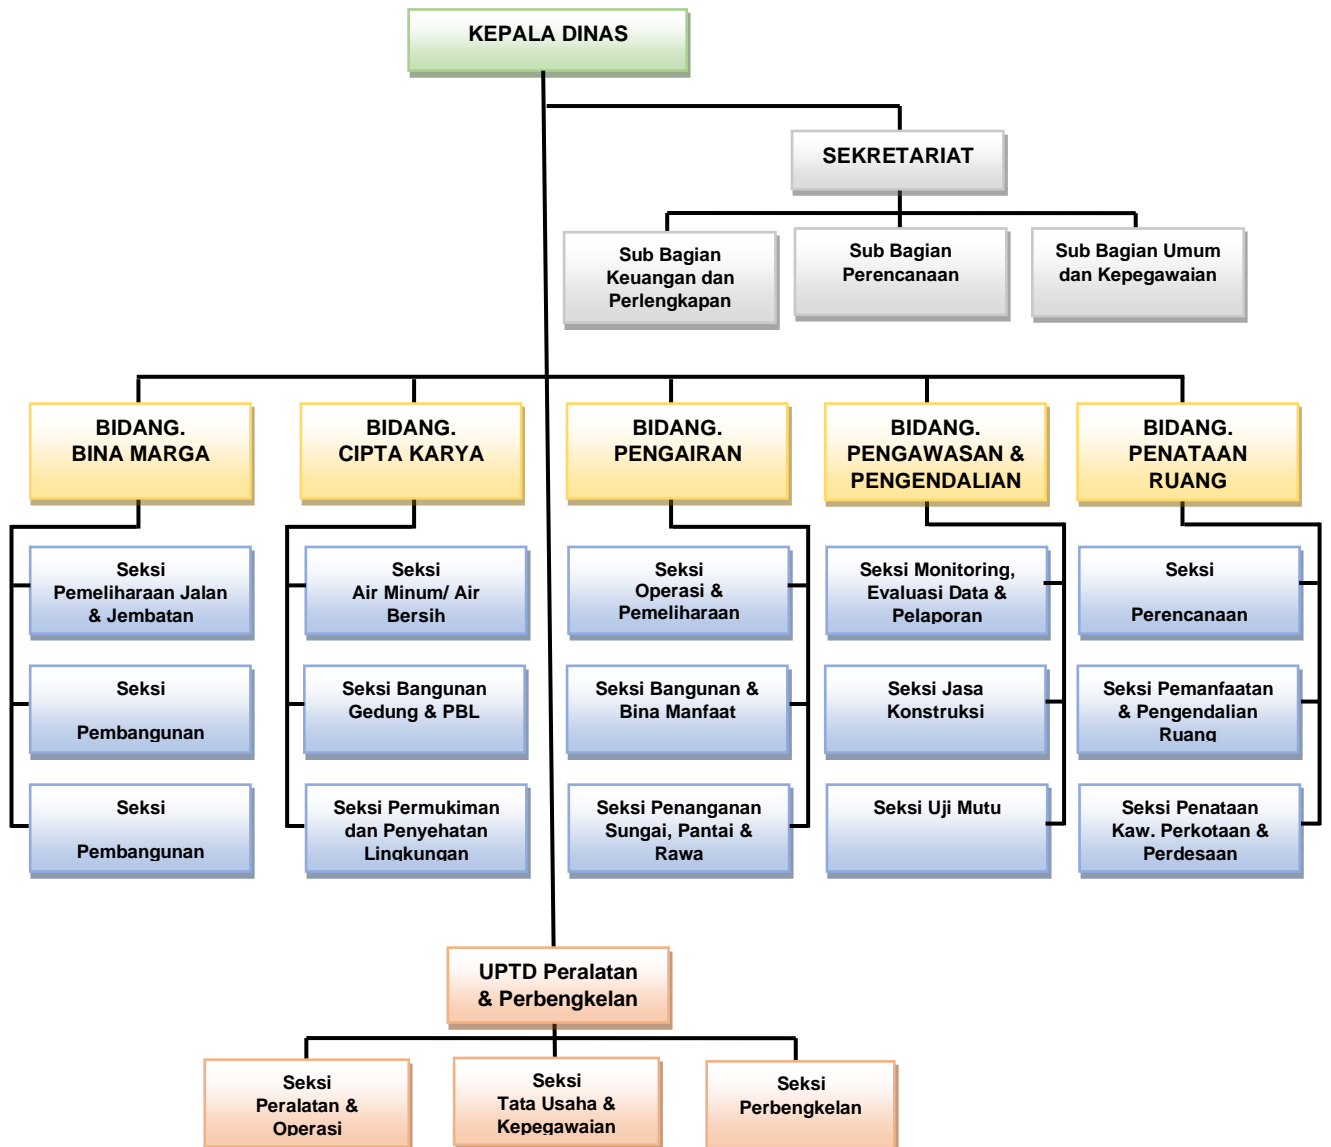 KEPALA DINAS
SEKRETARIAT
Sub Bagian
Keuangan dan
Perlengkapan
Sub Bagian
Perencanaan
Sub Bagian Umum
dan Kepegawaian
BIDANG.
BINA MARGA
BIDANG.
CIPTA KARYA
BIDANG.
PENGAIRAN
BIDANG.
PENGAWASAN &
PENGENDALIAN
BIDANG.
PENATAAN
RUANG
Seksi
Pemeliharaan Jalan
& Jembatan
Seksi
Air Minum/ Air
Bersih
Seksi
Operasi &
Pemeliharaan
Seksi Monitoring,
Evaluasi Data &
Pelaporan
Seksi
Perencanaan
Seksi
Pembangunan
Seksi Bangunan
Gedung & PBL
Seksi Bangunan &
Bina Manfaat
Seksi Jasa
Konstruksi
Seksi Pemanfaatan
& Pengendalian
Ruang
Seksi
Pembangunan
Seksi Permukiman
dan Penyehatan
Lingkungan
Seksi Penanganan
Sungai, Pantai &
Rawa
Seksi Uji Mutu
Seksi Penataan
Kaw. Perkotaan &
Perdesaan
UPTD Peralatan
& Perbengkelan
Seksi
Peralatan &
Operasi
Seksi
Tata Usaha &
Kepegawaian
Seksi
Perbengkelan